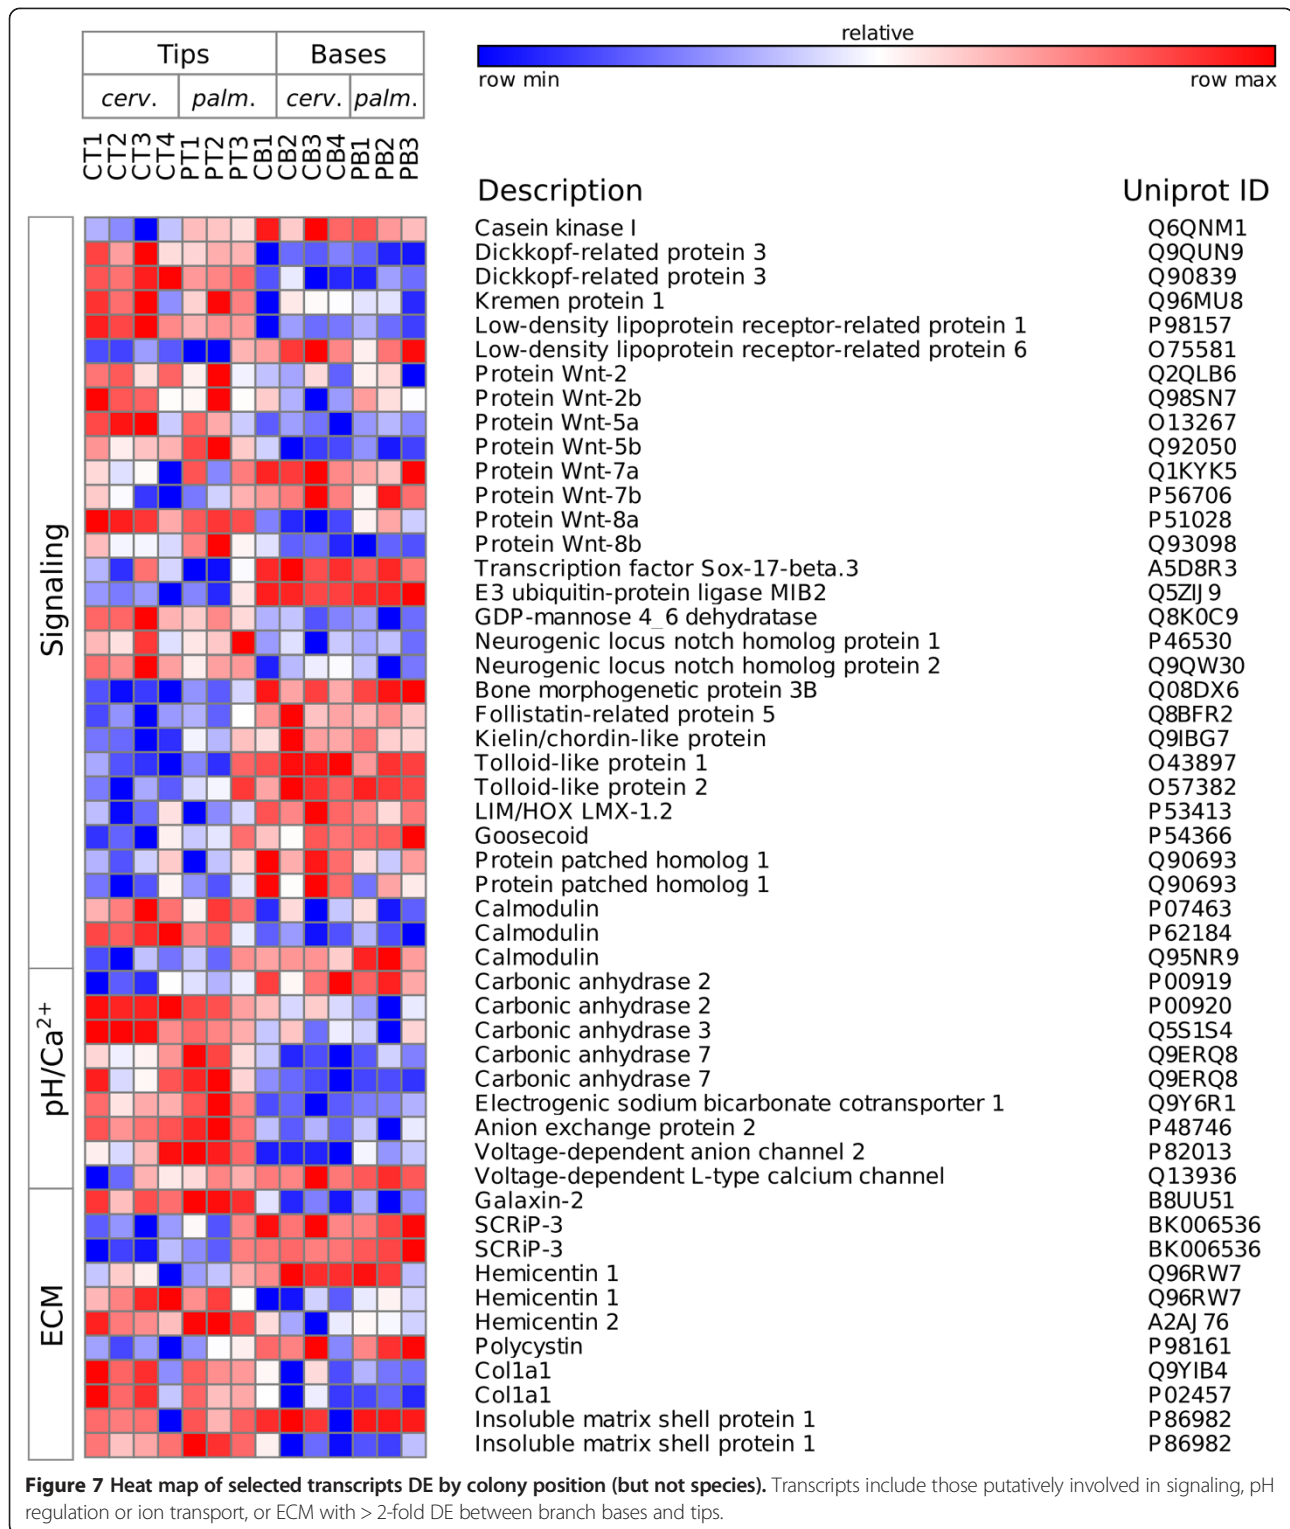 Tips Bases
cerv. palm. cerv. palm.
CT1 CT2 CT3 CT4 PT1 PT2 PT3 CB1 CB2 CB3 CB4 PB1 PB2 PB3
relative
row min row max
Description Uniprot ID
Signaling
Casein kinase I Q6QNM1
Dickkopf-related protein 3 Q9QUN9
Dickkopf-related protein 3 Q90839
Kremen protein 1 Q96MU8
Low-density lipoprotein receptor-related protein 1 P98157
Low-density lipoprotein receptor-related protein 6 O75581
Protein Wnt-2 Q2QLB6
Protein Wnt-2b Q98SN7
Protein Wnt-5a O13267
Protein Wnt-5b Q92050
Protein Wnt-7a Q1KYK5
Protein Wnt-7b P56706
Protein Wnt-8a P51028
Protein Wnt-8b Q93098
Transcription factor Sox-17-beta.3 A5D8R3
E3 ubiquitin-protein ligase MIB2 Q5ZIJ9
GDP-mannose 4_6 dehydratase Q8K0C9
Neurogenic locus notch homolog protein 1 P46530
Neurogenic locus notch homolog protein 2 Q9QW30
Bone morphogenetic protein 3B Q08DX6
Follistatin-related protein 5 Q8BFR2
Kielin/chordin-like protein Q9IBG7
Tolloid-like protein 1 O43897
Tolloid-like protein 2 O57382
LIM/HOX LMX-1.2 P53413
Goosecoid P54366
Protein patched homolog 1 Q90693
Protein patched homolog 1 Q90693
Calmodulin P07463
Calmodulin P62184
Calmodulin Q95NR9
pH/Ca²⁺
Carbonic anhydrase 2 P00919
Carbonic anhydrase 2 P00920
Carbonic anhydrase 3 Q5S1S4
Carbonic anhydrase 7 Q9ERQ8
Carbonic anhydrase 7 Q9ERQ8
Electrogenic sodium bicarbonate cotransporter 1 Q9Y6R1
Anion exchange protein 2 P48746
Voltage-dependent anion channel 2 P82013
Voltage-dependent L-type calcium channel Q13936
ECM
Galaxin-2 B8UU51
SCRiP-3 BK006536
SCRiP-3 BK006536
Hemicentin 1 Q96RW7
Hemicentin 1 Q96RW7
Hemicentin 2 A2AJ76
Polycystin P98161
Col1a1 Q9YIB4
Col1a1 P02457
Insoluble matrix shell protein 1 P86982
Insoluble matrix shell protein 1 P86982
Figure 7 Heat map of selected transcripts DE by colony position (but not species). Transcripts include those putatively involved in signaling, pH
regulation or ion transport, or ECM with > 2-fold DE between branch bases and tips.